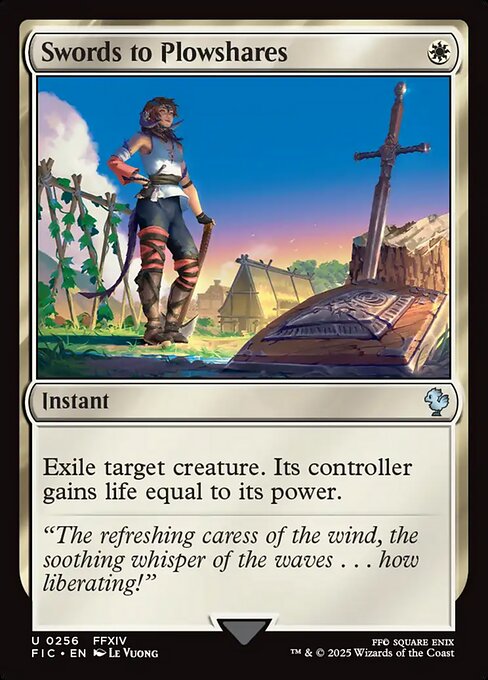 Swords to Plowshares
Instant
Exile target creature. Its controller
gains life equal to its power.
“The refreshing caress of the wind, the
soothing whisper of the waves . . . how
liberating!”
U 0256 FFXIV
FIC • EN Le Vuong
FF© SQUARE ENIX
™ & © 2025 Wizards of the Coast